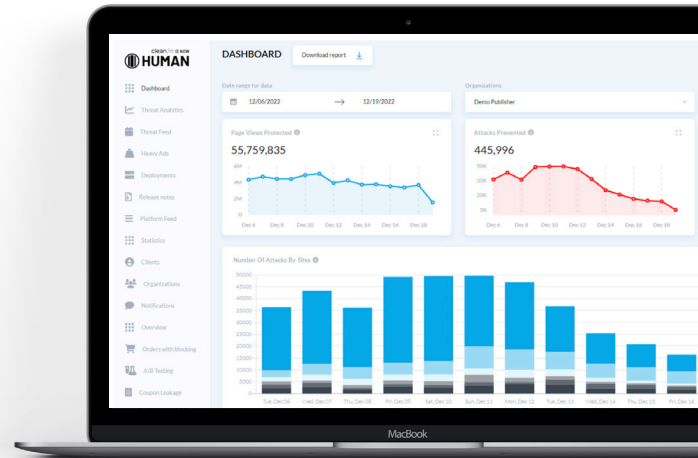 clean.io is now
HUMAN
DASHBOARD
Download report
Dashboard
Threat Analytics
Threat Feed
Heavy Ads
Deployments
Release notes
Platform Feed
Statistics
Clients
Organizations
Notifications
Overview
Orders with blocking
A/B Testing
Coupon Leakage
Date range for data
12/06/2022 → 12/19/2022
Organizations
Demo Publisher
Page Views Protected
55,759,835
4M
2M
0
Dec 6 Dec 8 Dec 10 Dec 12 Dec 14 Dec 16 Dec 18
Attacks Prevented
445,996
5K
Dec 6 Dec 8 Dec 10 Dec 12 Dec 14 Dec 16 Dec 18
Number Of Attacks By Sites
50000
45000
40000
35000
30000
25000
20000
15000
10000
5000
0
Tue, Dec 06 Wed, Dec 07 Thu, Dec 08 Fri, Dec 09 Sat, Dec 10 Sun, Dec 11 Mon, Dec 12 Tue, Dec 13 Wed, Dec 14 Thu, Dec 15 Fri, Dec 16
MacBook